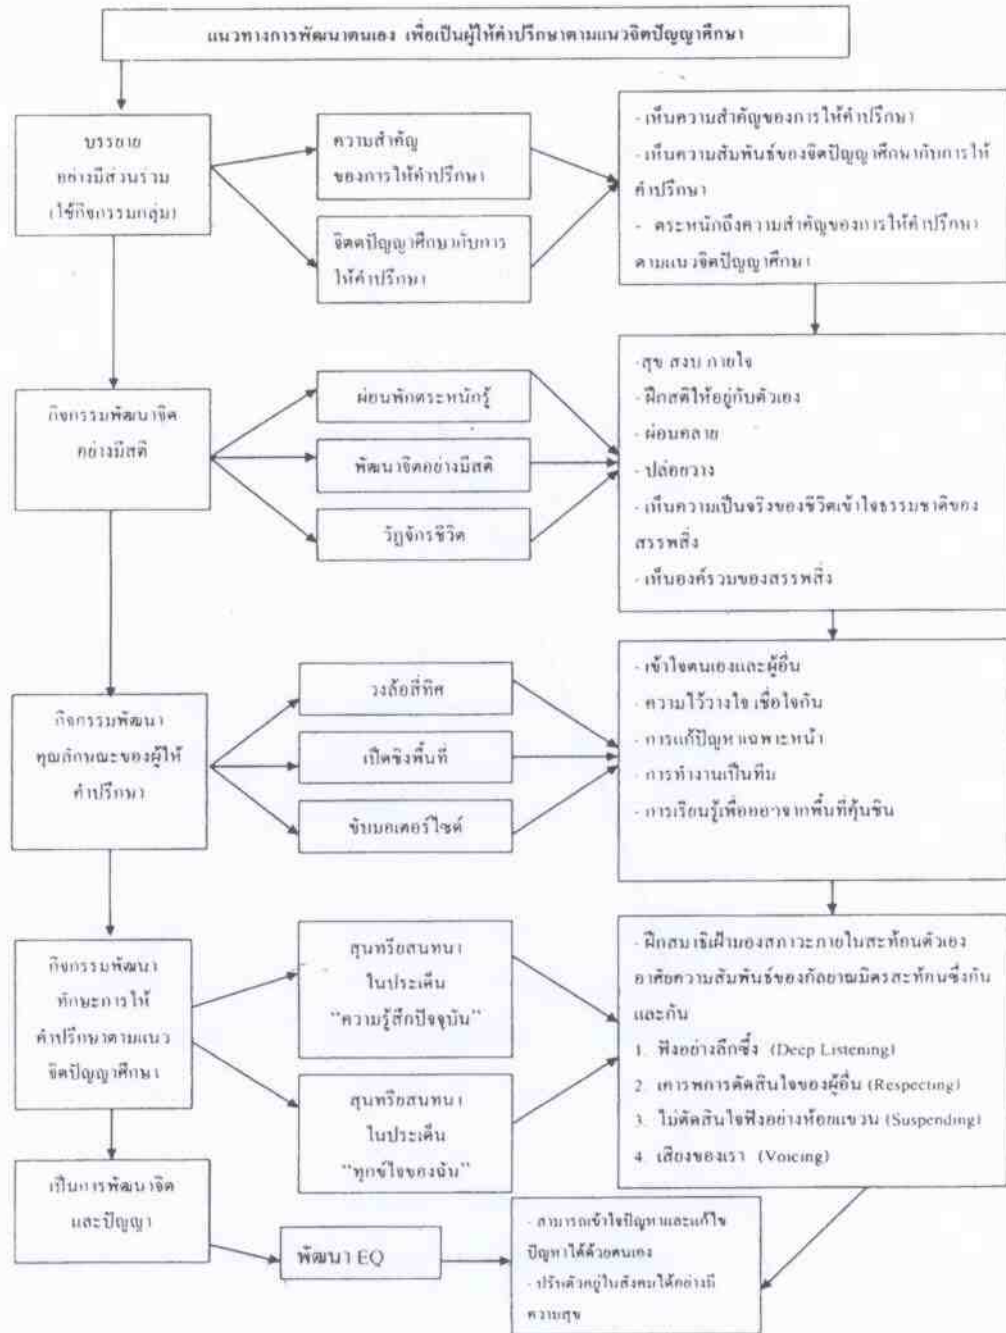 แนวทางการพัฒนาตนเอง เพื่อเป็นผู้ให้คำปรึกษาตามแนวจิตปัญญาศึกษา
บรรยาย
อย่างมีส่วนร่วม
(ใช้กิจกรรมกลุ่ม)
ความสำคัญ
ของการให้คำปรึกษา
จิตตปัญญาศึกษากับการ
ให้คำปรึกษา
- เห็นความสำคัญของการให้คำปรึกษา
- เห็นความสัมพันธ์ของจิตปัญญาศึกษากับการให้
คำปรึกษา
- ตระหนักถึงความสำคัญของการให้คำปรึกษา
ตามแนวจิตปัญญาศึกษา
กิจกรรมพัฒนาจิต
อย่างมีสติ
ผ่อนพักตระหนักรู้
พัฒนาจิตอย่างมีสติ
วัฏจักรชีวิต
- สุข สงบ ภายใจ
- ฝึกสติให้อยู่กับตัวเอง
- ผ่อนคลาย
- ปล่อยวาง
- เห็นความเป็นจริงของชีวิตเข้าใจธรรมชาติของ
สรรพสิ่ง
- เห็นองค์รวมของสรรพสิ่ง
กิจกรรมพัฒนา
คุณลักษณะของผู้ให้
คำปรึกษา
วงล้อสี่ทิศ
เป็ดชิงพื้นที่
ขับมอเตอร์ไซด์
- เข้าใจตนเองและผู้อื่น
- ความไว้วางใจ เชื่อใจกัน
- การแก้ปัญหาเฉพาะหน้า
- การทำงานเป็นทีม
- การเรียนรู้เพื่อออาจากพื้นที่คุ้นชิน
กิจกรรมพัฒนา
ทักษะการให้
คำปรึกษาตามแนว
จิตปัญญาศึกษา
สุนทรียสนทนา
ในประเด็น
"ความรู้สึกปัจจุบัน"
สุนทรียสนทนา
ในประเด็น
"ทุกข์ใจของฉัน"
- ฝึกสมาธิเฝ้ามองสภาวะภายในสะท้อนตัวเอง
อาศัยความสัมพันธ์ของกัลยาณมิตรสะท้อนซึ่งกัน
และกัน
1. ฟังอย่างลึกซึ้ง (Deep Listening)
2. เคารพการตัดสินใจของผู้อื่น (Respecting)
3. ไม่ตัดสินใจฟังอย่างห้อยแขวน (Suspending)
4. เสียงของเรา (Voicing)
เป็นการพัฒนาจิต
และปัญญา
พัฒนา EQ
- สามารถเข้าใจปัญหาและแก้ไข
ปัญหาได้ด้วยตนเอง
- ปรับตัวอยู่ในสังคมได้อย่างมี
ความสุข